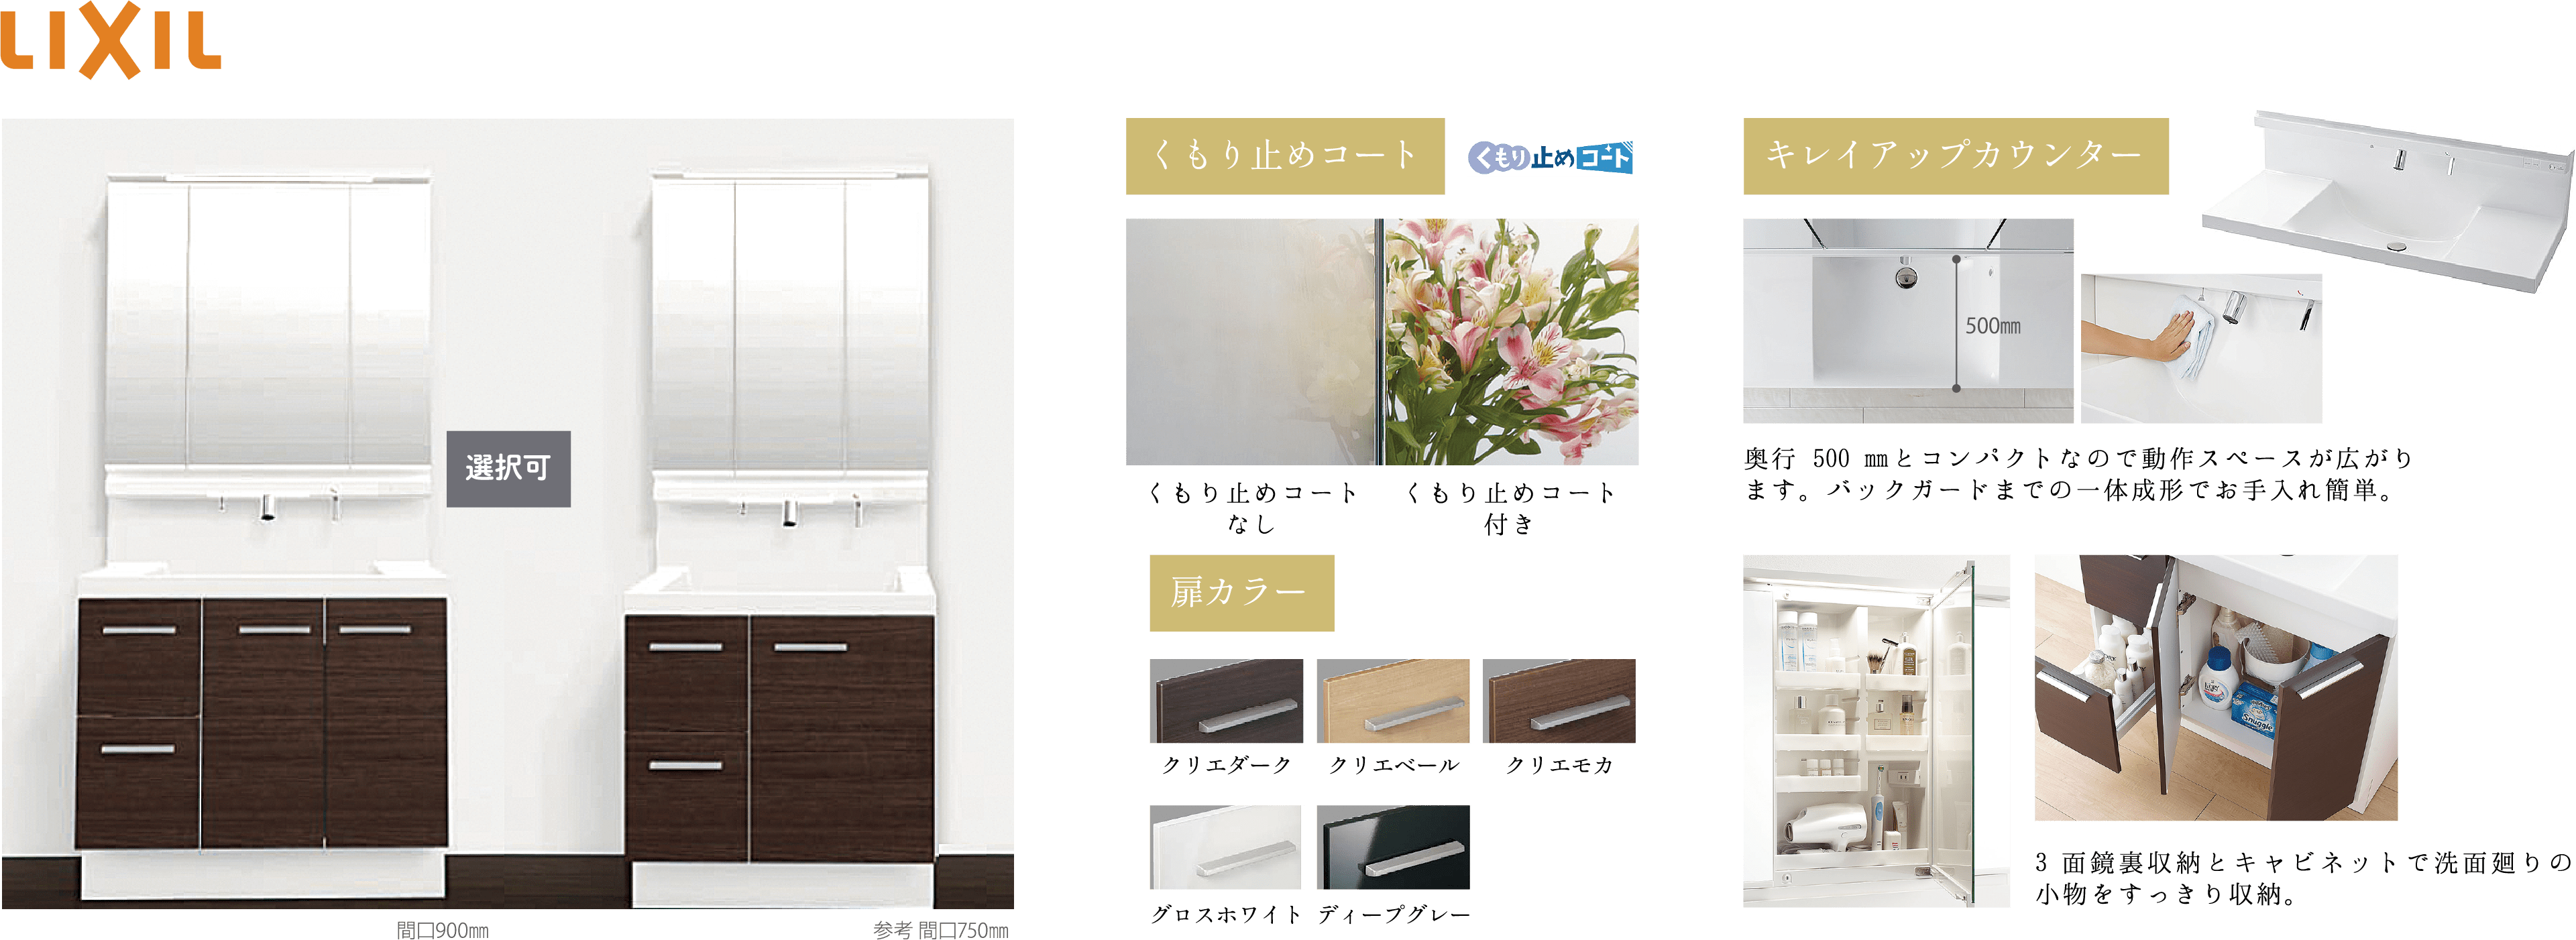 LIXIL
選択可
間口900㎜
参考 間口750㎜
くもり止めコート
くもり止めコート
くもり止めコート
なし
くもり止めコート
付き
扉カラー
クリエダーク
クリエベール
クリエモカ
グロスホワイト
ディープグレー
キレイアップカウンター
500㎜
奥行 500 ㎜とコンパクトなので動作スペースが広がり
ます。バックガードまでの一体成形でお手入れ簡単。
Snuggle
3 面鏡裏収納とキャビネットで洗面廻りの
小物をすっきり収納。